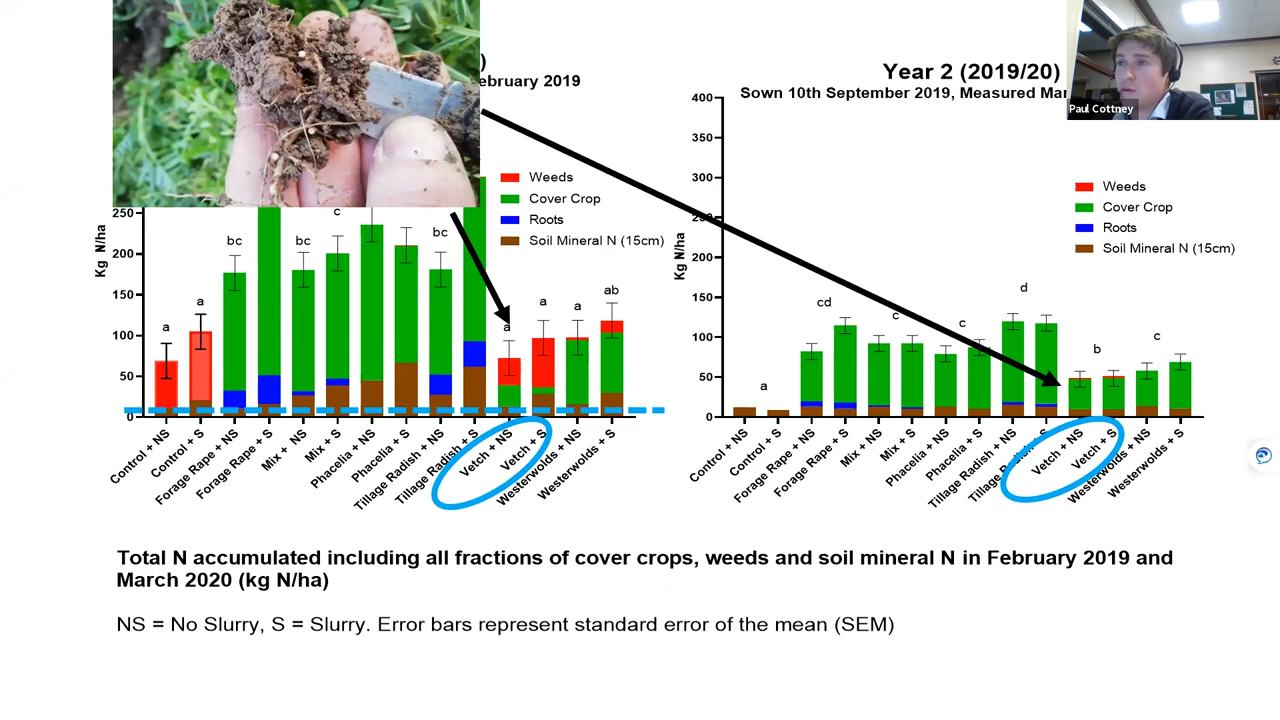 )
ebruary 2019
Year 2 (2019/20)
Sown 10th September 2019, Measured Mar
Paul Cottney
Kg N/ha
250
200
150
100
50
0
Weeds
Cover Crop
Roots
Soil Mineral N (15cm)
a
a
bc
bc
c
bc
a
a
a
ab
Control + NS
Control + S
Forage Rape + NS
Forage Rape + S
Mix + NS
Mix + S
Phacelia + NS
Phacelia + S
Tillage Radish + NS
Tillage Radish + S
Vetch + NS
Vetch + S
Westerwolds + NS
Westerwolds + S
Kg N/ha
400
350
300
250
200
150
100
50
0
Weeds
Cover Crop
Roots
Soil Mineral N (15cm)
a
cd
c
c
d
b
c
Control + NS
Control + S
Forage Rape + NS
Forage Rape + S
Mix + NS
Mix + S
Phacelia + NS
Phacelia + S
Tillage Radish + NS
Tillage Radish + S
Vetch + NS
Vetch + S
Westerwolds + NS
Westerwolds + S
Total N accumulated including all fractions of cover crops, weeds and soil mineral N in February 2019 and
March 2020 (kg N/ha)
NS = No Slurry, S = Slurry. Error bars represent standard error of the mean (SEM)